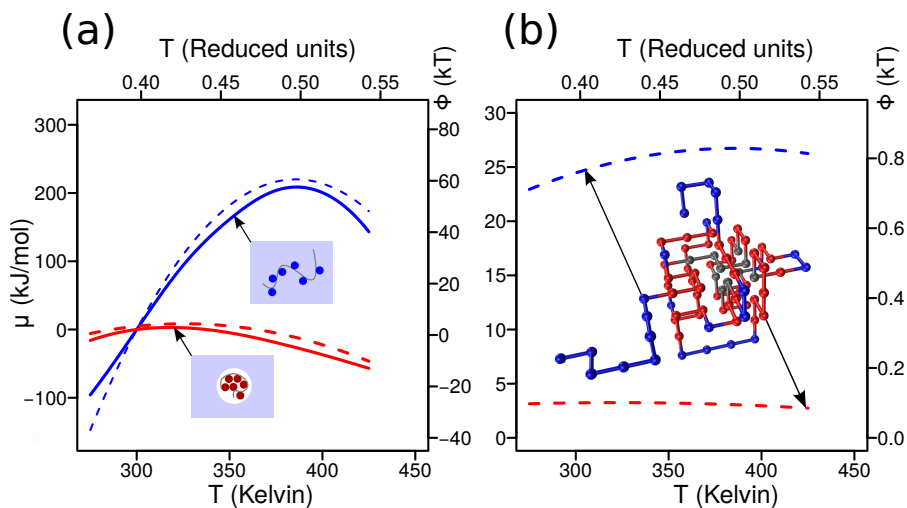 (a)
T (Reduced units)
0.40 0.45 0.50 0.55
300
200
100
0
−100
μ (kJ/mol)
80
60
40
20
0
−20
−40
Φ (kT)
300 350 400 450
T (Kelvin)
(b)
T (Reduced units)
0.40 0.45 0.50 0.55
30
25
20
15
10
5
0
0.8
0.6
0.4
0.2
0.0
Φ (kT)
300 350 400 450
T (Kelvin)